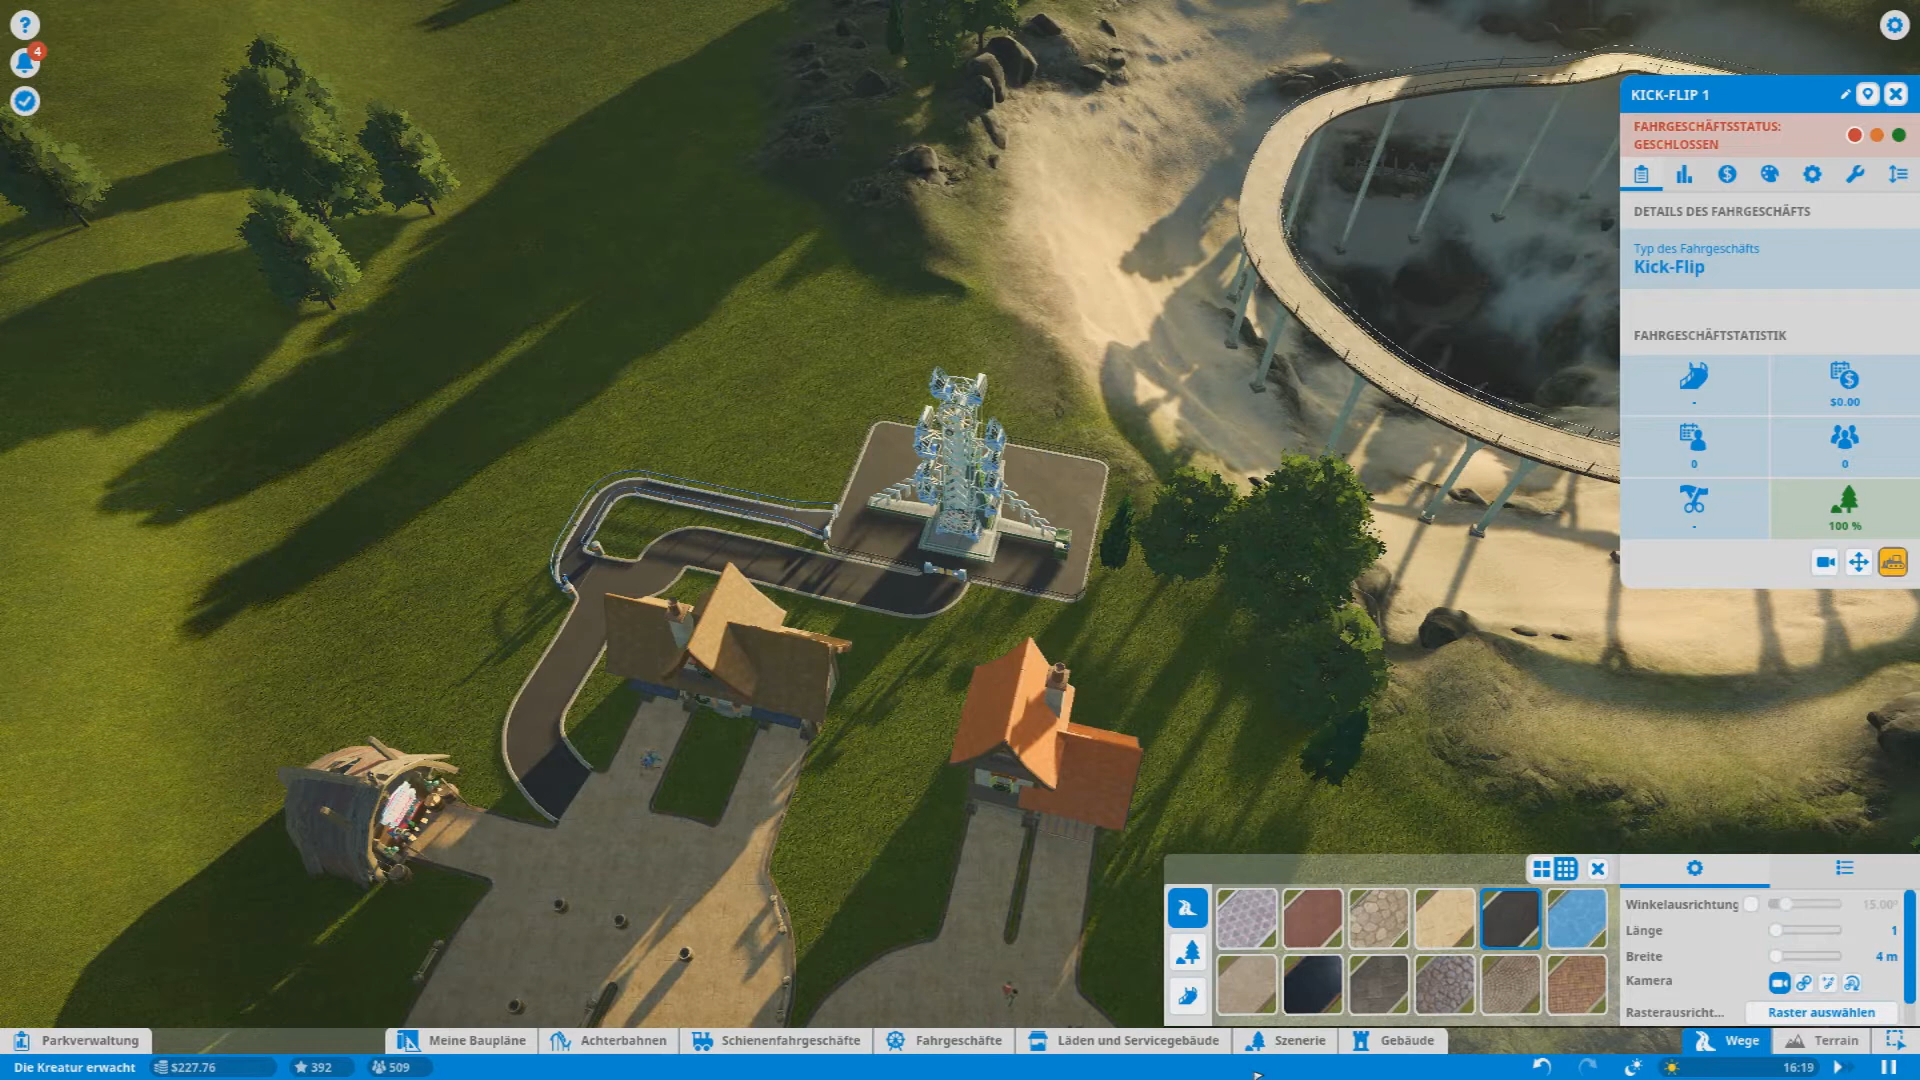 ?
4
KICK-FLIP 1
FAHRGESCHÄFTSSTATUS:
GESCHLOSSEN
DETAILS DES FAHRGESCHÄFTS
Typ des Fahrgeschäfts
Kick-Flip
FAHRGESCHÄFTSTATISTIK
-
$0.00
0
0
-
100 %
Winkelausrichtung
15.00°
Länge
1
Breite
4 m
Kamera
Rasterausricht...
Raster auswählen
Parkverwaltung
Meine Baupläne
Achterbahnen
Schienenfahrgeschäfte
Fahrgeschäfte
Läden und Servicegebäude
Szenerie
Gebäude
Wege
Terrain
Die Kreatur erwacht
$227.76
392
509
16:19